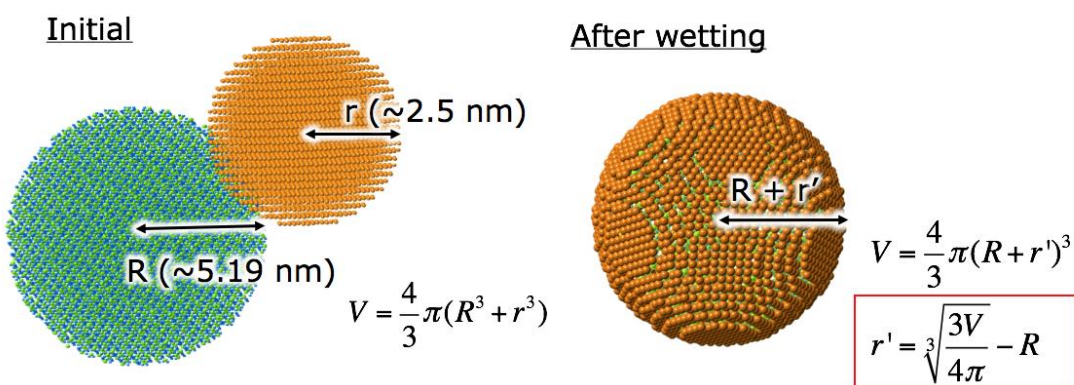 Initial
r (~2.5 nm)
R (~5.19 nm)
V = 4/3 π(R³ + r³)
After wetting
R + r'
V = 4/3 π(R + r')³
r' = ∛(3V/4π) − R